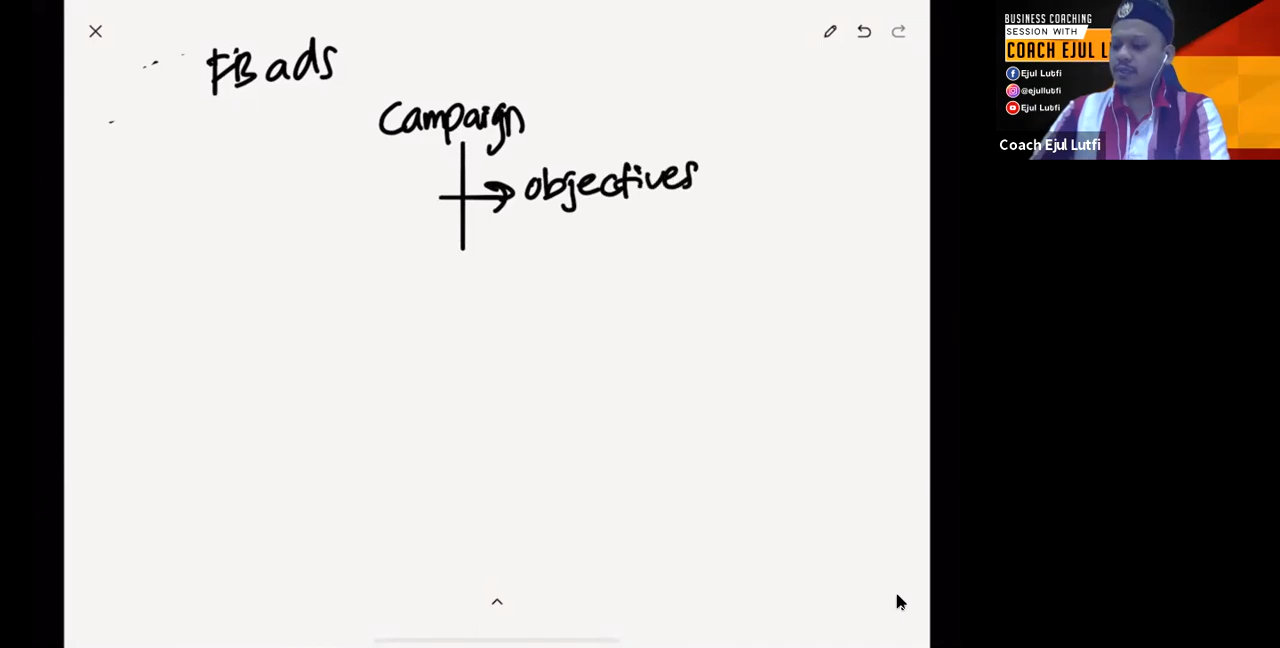 FB ads
Campaign
objectives
BUSINESS COACHING
SESSION WITH
COACH EJUL L
Ejul Lutfi
@ejullutfi
Ejul Lutfi
Coach Ejul Lutfi